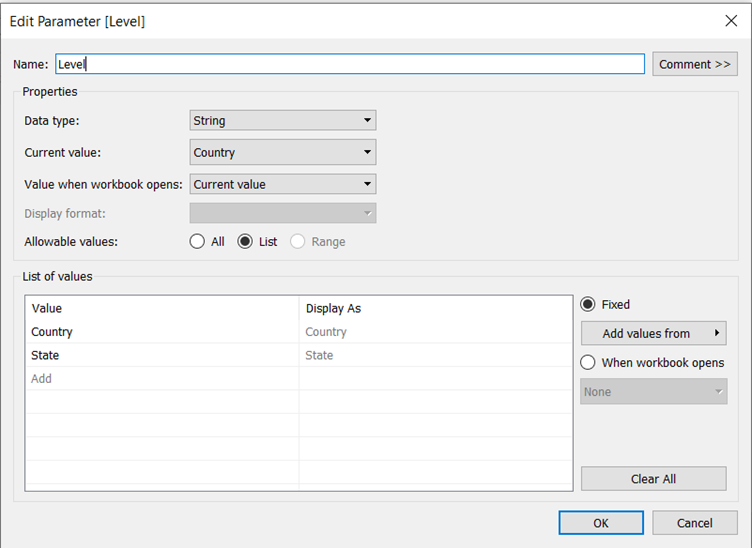 Edit Parameter [Level]
Name: Level Comment >>
Properties
Data type: String
Current value: Country
Value when workbook opens: Current value
Display format:
Allowable values: All List Range
List of values
Value Display As
Country Country
State State
Add
Fixed
Add values from
When workbook opens
None
Clear All
OK Cancel